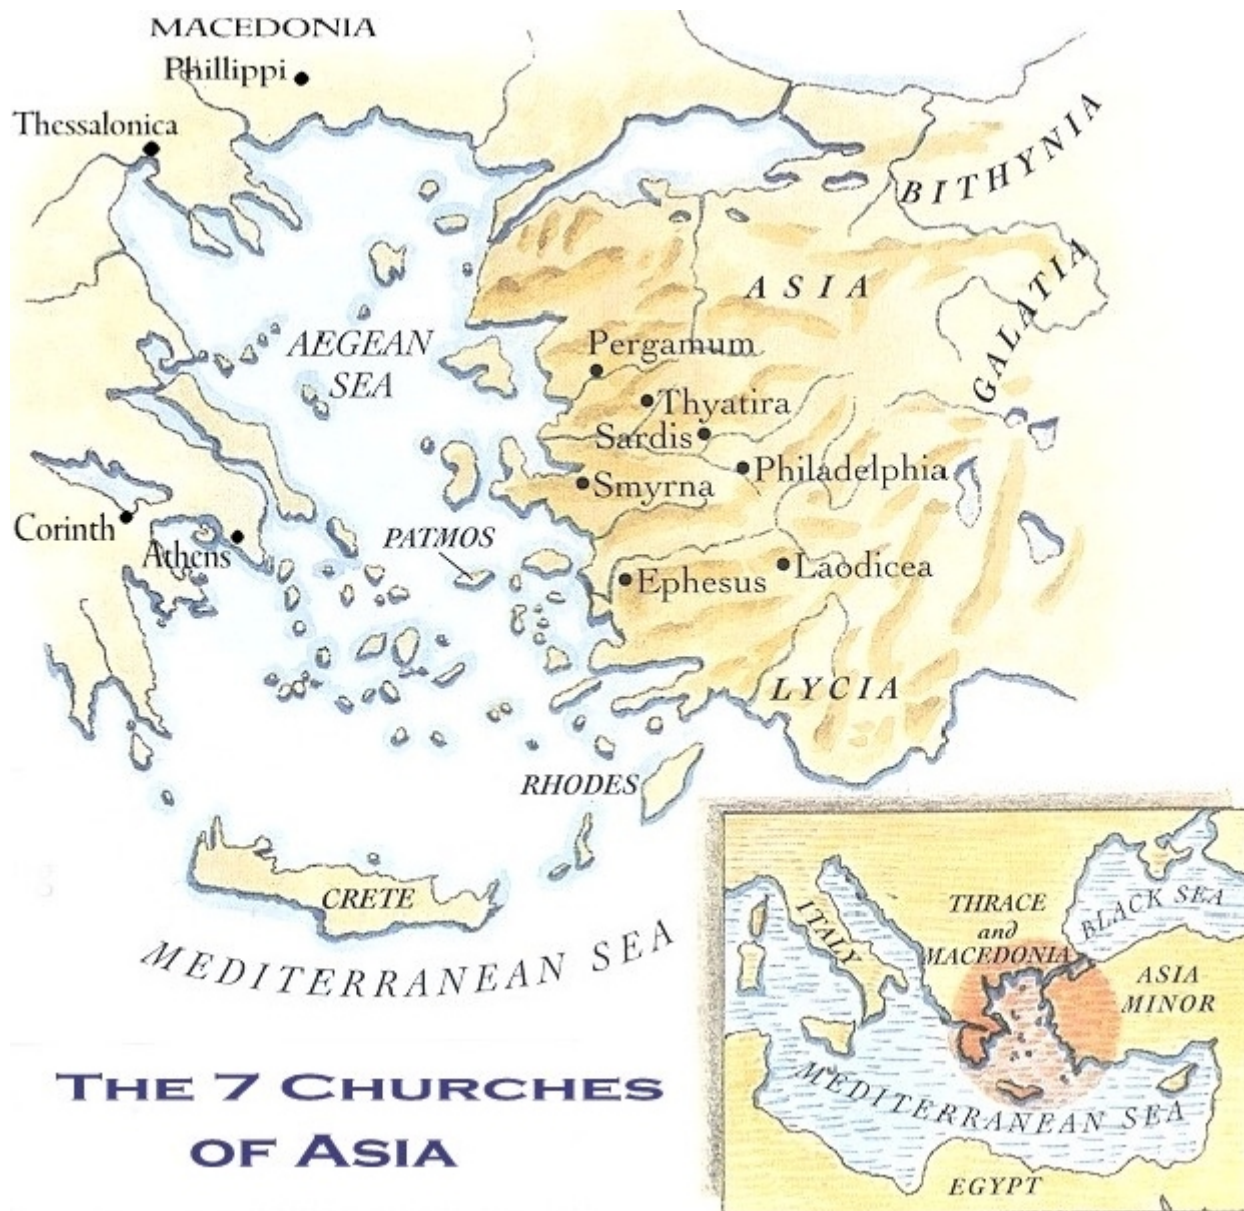 MACEDONIA
Phillippi
Thessalonica
BITHYNIA
GALATIA
ASIA
AEGEAN
SEA
Pergamum
Thyatira
Sardis
Philadelphia
Smyrna
Corinth
Athens
PATMOS
Ephesus
Laodicea
LYCIA
RHODES
CRETE
MEDITERRANEAN SEA
THE 7 CHURCHES
OF ASIA
ITALY
THRACE
and
MACEDONIA
BLACK SEA
ASIA
MINOR
MEDITERRANEAN SEA
EGYPT